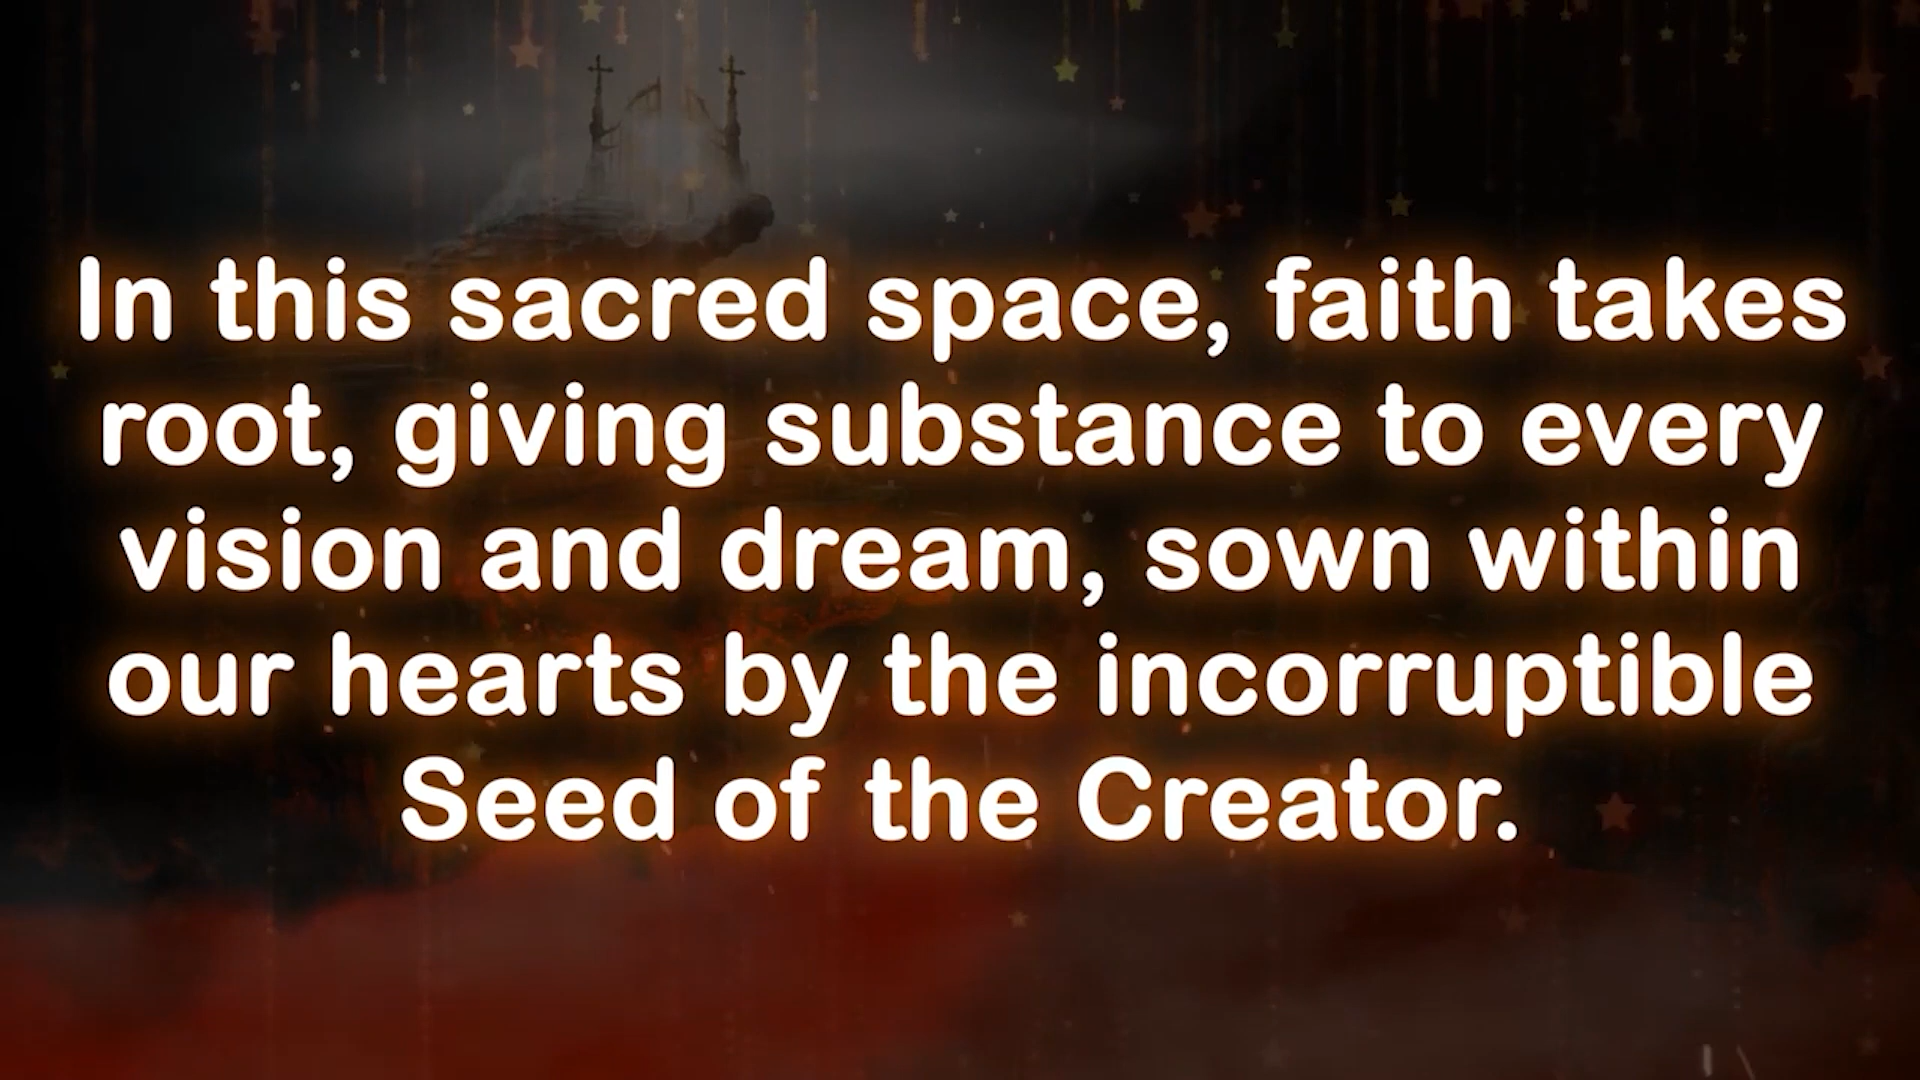 In this sacred space, faith takes
root, giving substance to every
vision and dream, sown within
our hearts by the incorruptible
Seed of the Creator.